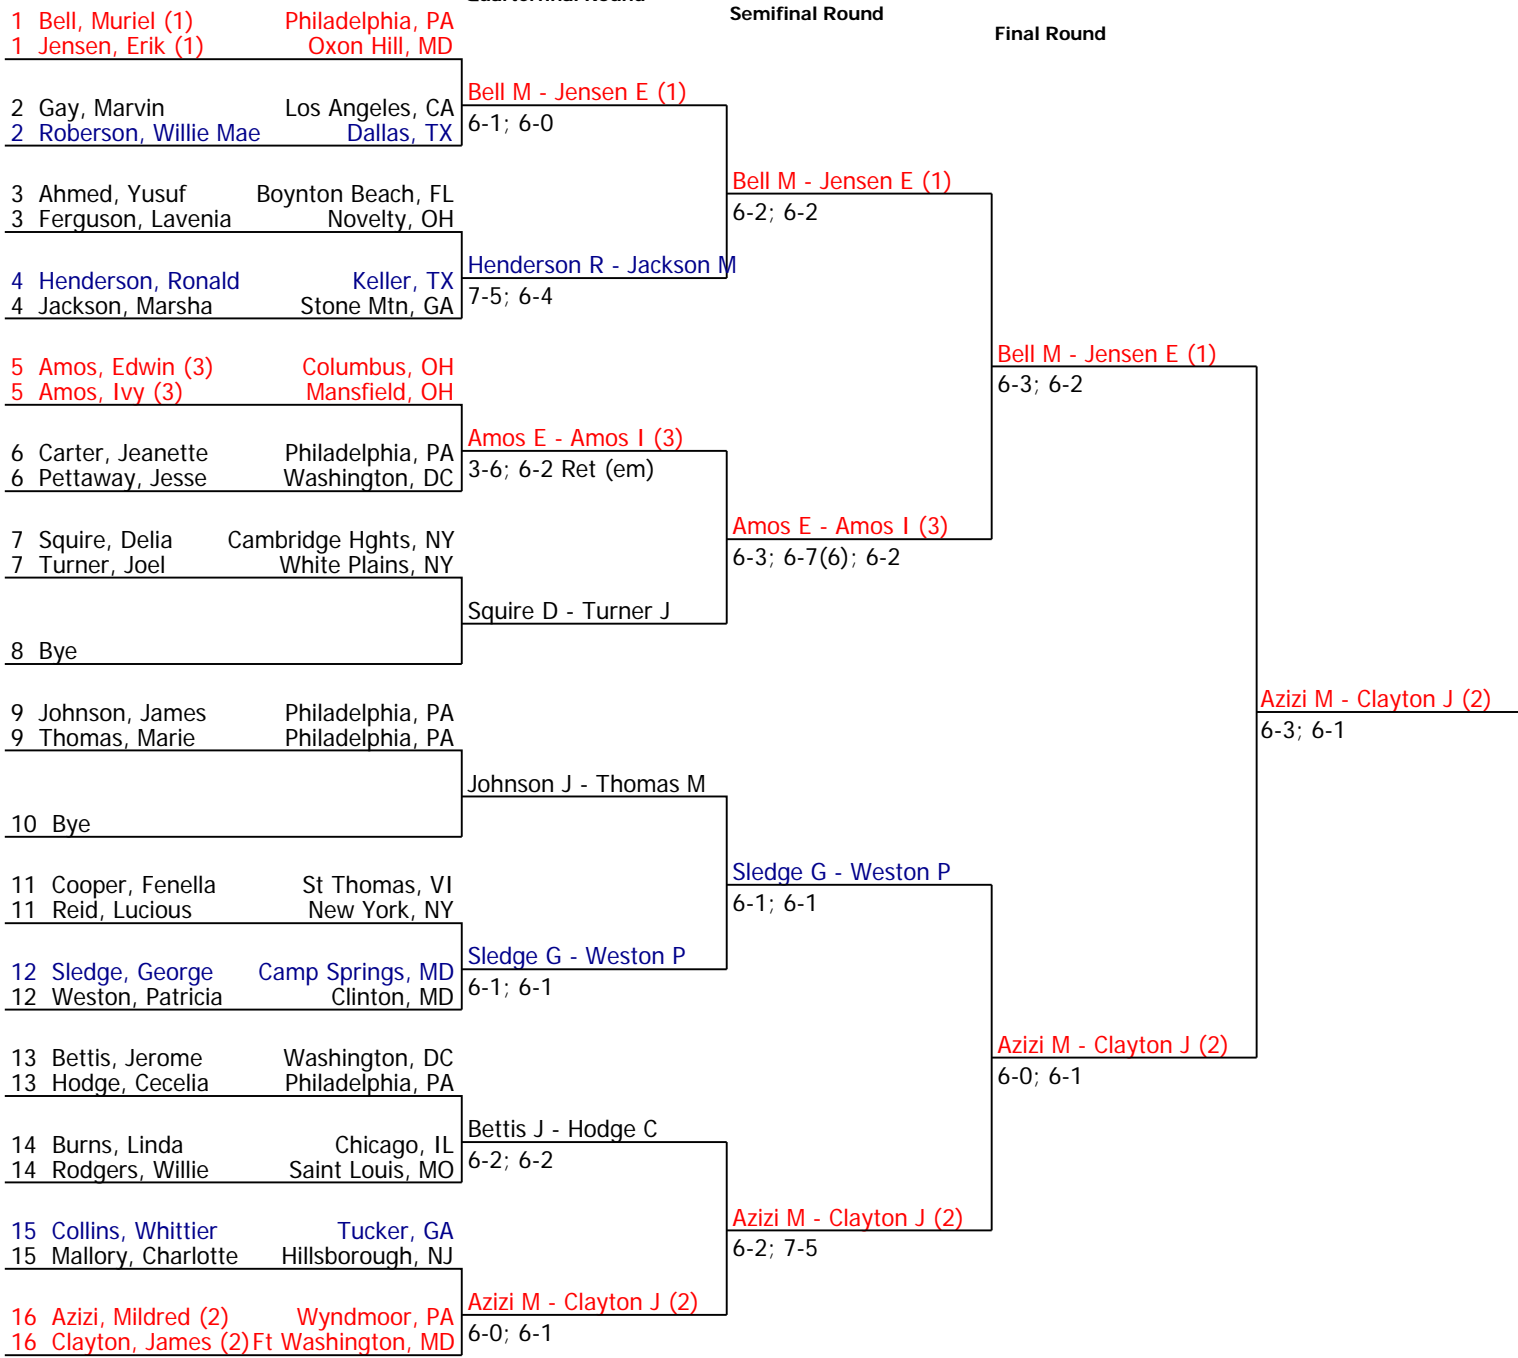 Quarterfinal Round
Semifinal Round
Final Round
1 Bell, Muriel (1) Philadelphia, PA
1 Jensen, Erik (1) Oxon Hill, MD
2 Gay, Marvin Los Angeles, CA
2 Roberson, Willie Mae Dallas, TX
3 Ahmed, Yusuf Boynton Beach, FL
3 Ferguson, Lavenia Novelty, OH
4 Henderson, Ronald Keller, TX
4 Jackson, Marsha Stone Mtn, GA
5 Amos, Edwin (3) Columbus, OH
5 Amos, Ivy (3) Mansfield, OH
6 Carter, Jeanette Philadelphia, PA
6 Pettaway, Jesse Washington, DC
7 Squire, Delia Cambridge Hghts, NY
7 Turner, Joel White Plains, NY
8 Bye
9 Johnson, James Philadelphia, PA
9 Thomas, Marie Philadelphia, PA
10 Bye
11 Cooper, Fenella St Thomas, VI
11 Reid, Lucious New York, NY
12 Sledge, George Camp Springs, MD
12 Weston, Patricia Clinton, MD
13 Bettis, Jerome Washington, DC
13 Hodge, Cecelia Philadelphia, PA
14 Burns, Linda Chicago, IL
14 Rodgers, Willie Saint Louis, MO
15 Collins, Whittier Tucker, GA
15 Mallory, Charlotte Hillsborough, NJ
16 Azizi, Mildred (2) Wyndmoor, PA
16 Clayton, James (2) Ft Washington, MD
Bell M - Jensen E (1)
6-1; 6-0
Henderson R - Jackson M
7-5; 6-4
Amos E - Amos I (3)
3-6; 6-2 Ret (em)
Squire D - Turner J
Johnson J - Thomas M
Sledge G - Weston P
6-1; 6-1
Bettis J - Hodge C
6-2; 6-2
Azizi M - Clayton J (2)
6-0; 6-1
Bell M - Jensen E (1)
6-2; 6-2
Amos E - Amos I (3)
6-3; 6-7(6); 6-2
Sledge G - Weston P
6-1; 6-1
Azizi M - Clayton J (2)
6-2; 7-5
Bell M - Jensen E (1)
6-3; 6-2
Azizi M - Clayton J (2)
6-0; 6-1
Azizi M - Clayton J (2)
6-3; 6-1